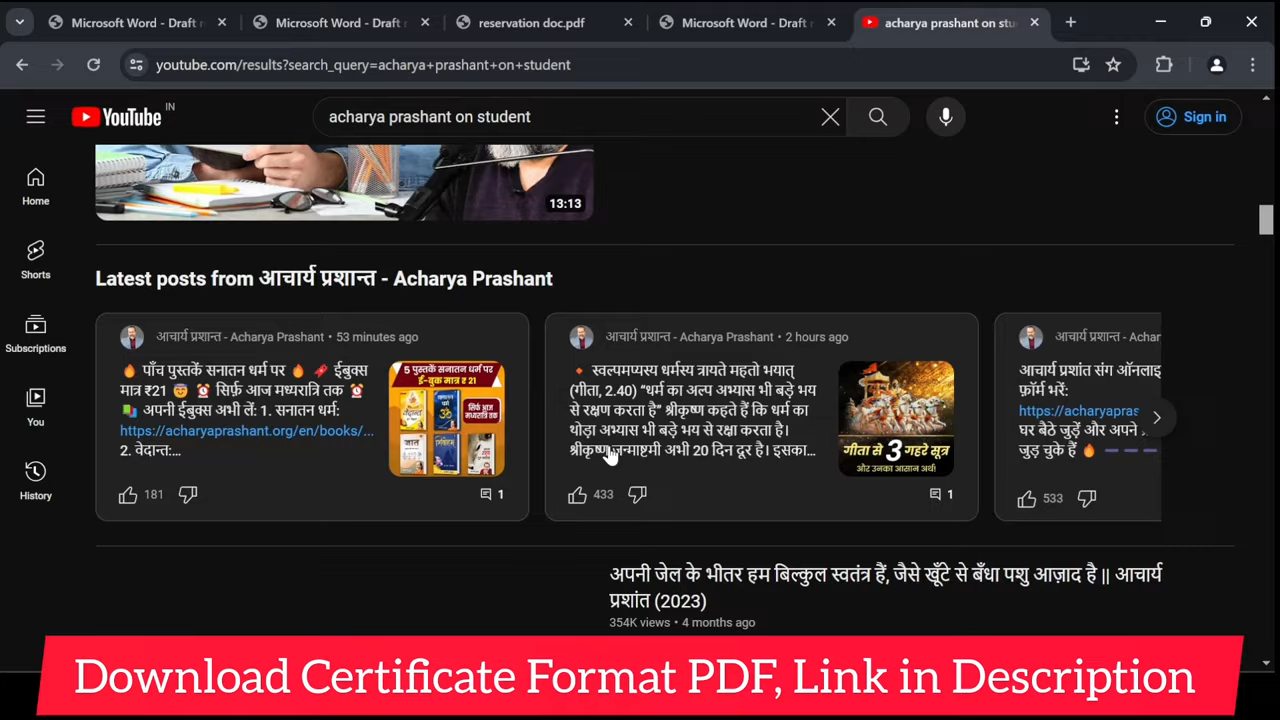 Microsoft Word - Draft r
Microsoft Word - Draft r
reservation doc.pdf
Microsoft Word - Draft r
acharya prashant on stu
youtube.com/results?search_query=acharya+prashant+on+student
YouTube IN
acharya prashant on student
Sign in
Home
Shorts
Subscriptions
You
History
13:13
Latest posts from आचार्य प्रशान्त - Acharya Prashant
आचार्य प्रशान्त - Acharya Prashant • 53 minutes ago
🔥 पाँच पुस्तकें सनातन धर्म पर 🔥 🚀 ईबुक्स
मात्र ₹21 🤯 ⏰ सिर्फ़ आज मध्यरात्रि तक ⏰
📚 अपनी ईबुक्स अभी लें: 1. सनातन धर्म:
https://acharyaprashant.org/en/books/...
2. वेदान्त:...
5 पुस्तकें सनातन धर्म पर
ई-बुक मात्र ₹ 21
181
1
आचार्य प्रशान्त - Acharya Prashant • 2 hours ago
🔸 स्वल्पमप्यस्य धर्मस्य त्रायते महतो भयात्
(गीता, 2.40) “धर्म का अल्प अभ्यास भी बड़े भय
से रक्षण करता है” श्रीकृष्ण कहते हैं कि धर्म का
थोड़ा अभ्यास भी बड़े भय से रक्षा करता है।
श्रीकृष्ण जन्माष्टमी अभी 20 दिन दूर है। इसका...
गीता से 3 गहरे सूत्र
और उनका आसान अर्थ!
433
1
आचार्य प्रशान्त - Achar
आचार्य प्रशांत संग ऑनलाइ
फ़ॉर्म भरें:
https://acharyapras
घर बैठे जुड़ें और अपने
जुड़ चुके हैं 🔥
533
अपनी जेल के भीतर हम बिल्कुल स्वतंत्र हैं, जैसे खूँटे से बँधा पशु आज़ाद है || आचार्य
प्रशांत (2023)
354K views • 4 months ago
Download Certificate Format PDF, Link in Description